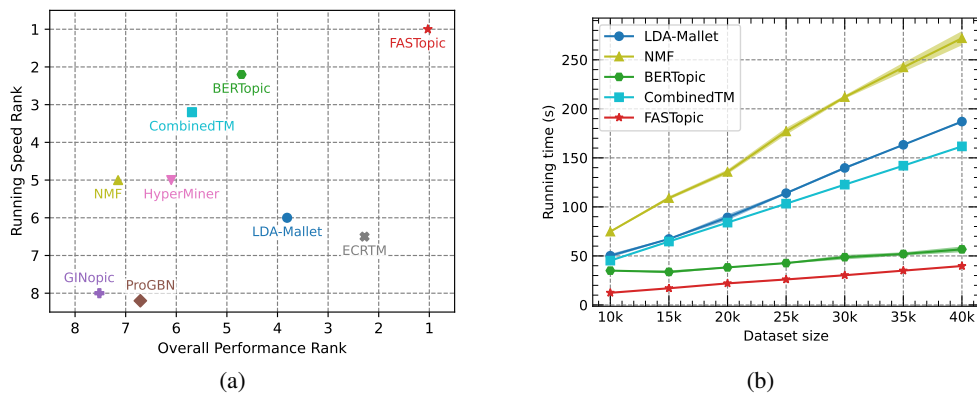 1
2
3
4
5
6
7
8
Running Speed Rank
FASTopic
BERTopic
CombinedTM
NMF
HyperMiner
LDA-Mallet
ECRTM
GINopic
ProGBN
8 7 6 5 4 3 2 1
Overall Performance Rank
(a)
LDA-Mallet
NMF
BERTopic
CombinedTM
FASTopic
250
200
150
100
50
0
Running time (s)
10k 15k 20k 25k 30k 35k 40k
Dataset size
(b)